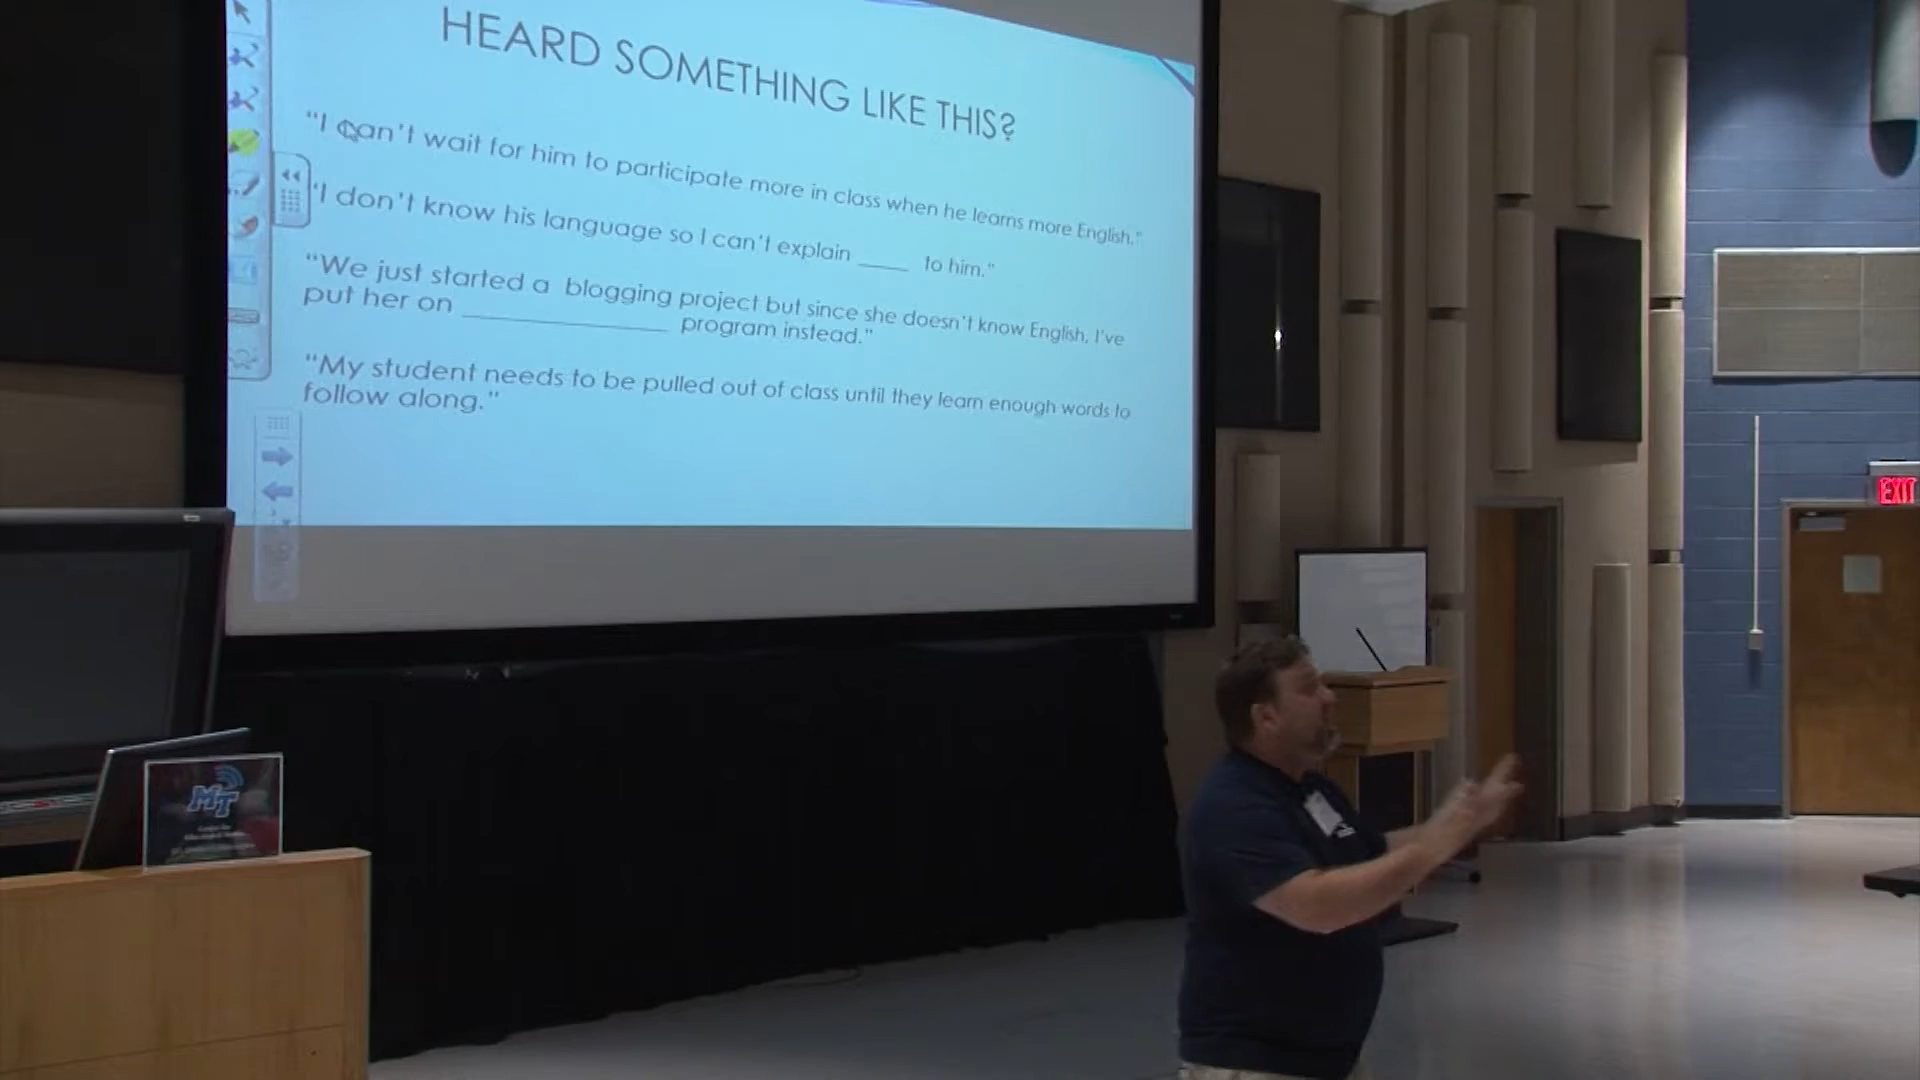 HEARD SOMETHING LIKE THIS?
"I can't wait for him to participate more in class when he learns more English."
"I don't know his language so I can't explain ____ to him."
"We just started a blogging project but since she doesn't know English, I've
put her on ______________ program instead."
"My student needs to be pulled out of class until they learn enough words to
follow along."
EXIT
MT